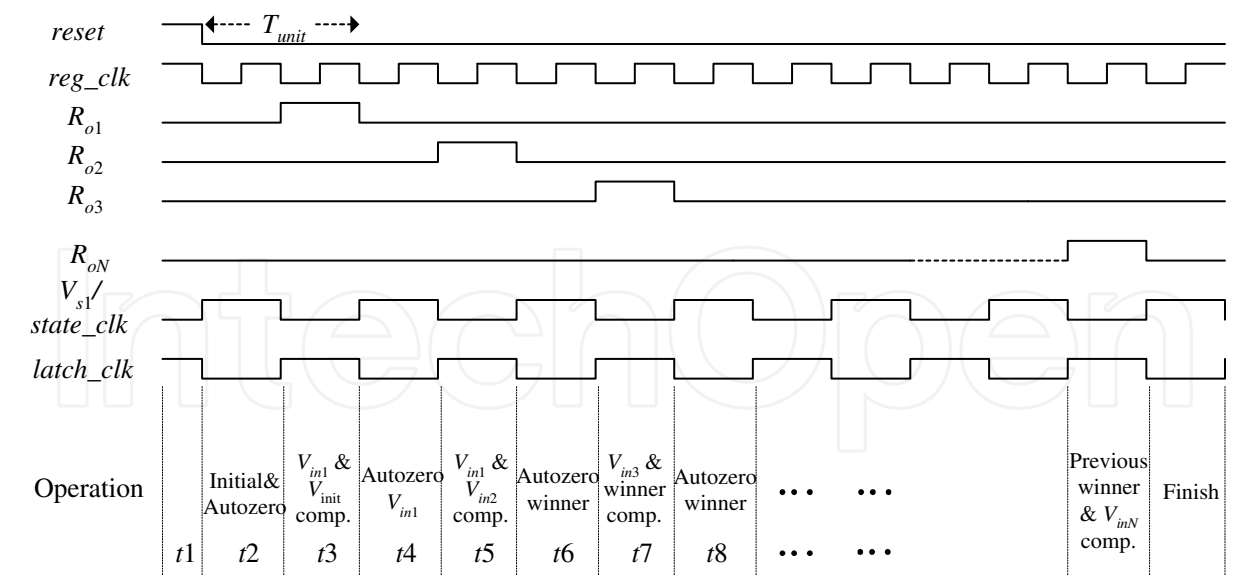 reset
T_unit
reg_clk
R_o1
R_o2
R_o3
R_oN
V_s1/
state_clk
latch_clk
IntechOpen
Operation
Initial&
Autozero
V_in1 &
V_init
comp.
Autozero
V_in1
V_in1 &
V_in2
comp.
Autozero
winner
V_in3 &
winner
comp.
Autozero
winner
... ...
Previous
winner
& V_inN
comp.
Finish
t1 t2 t3 t4 t5 t6 t7 t8 ... ...